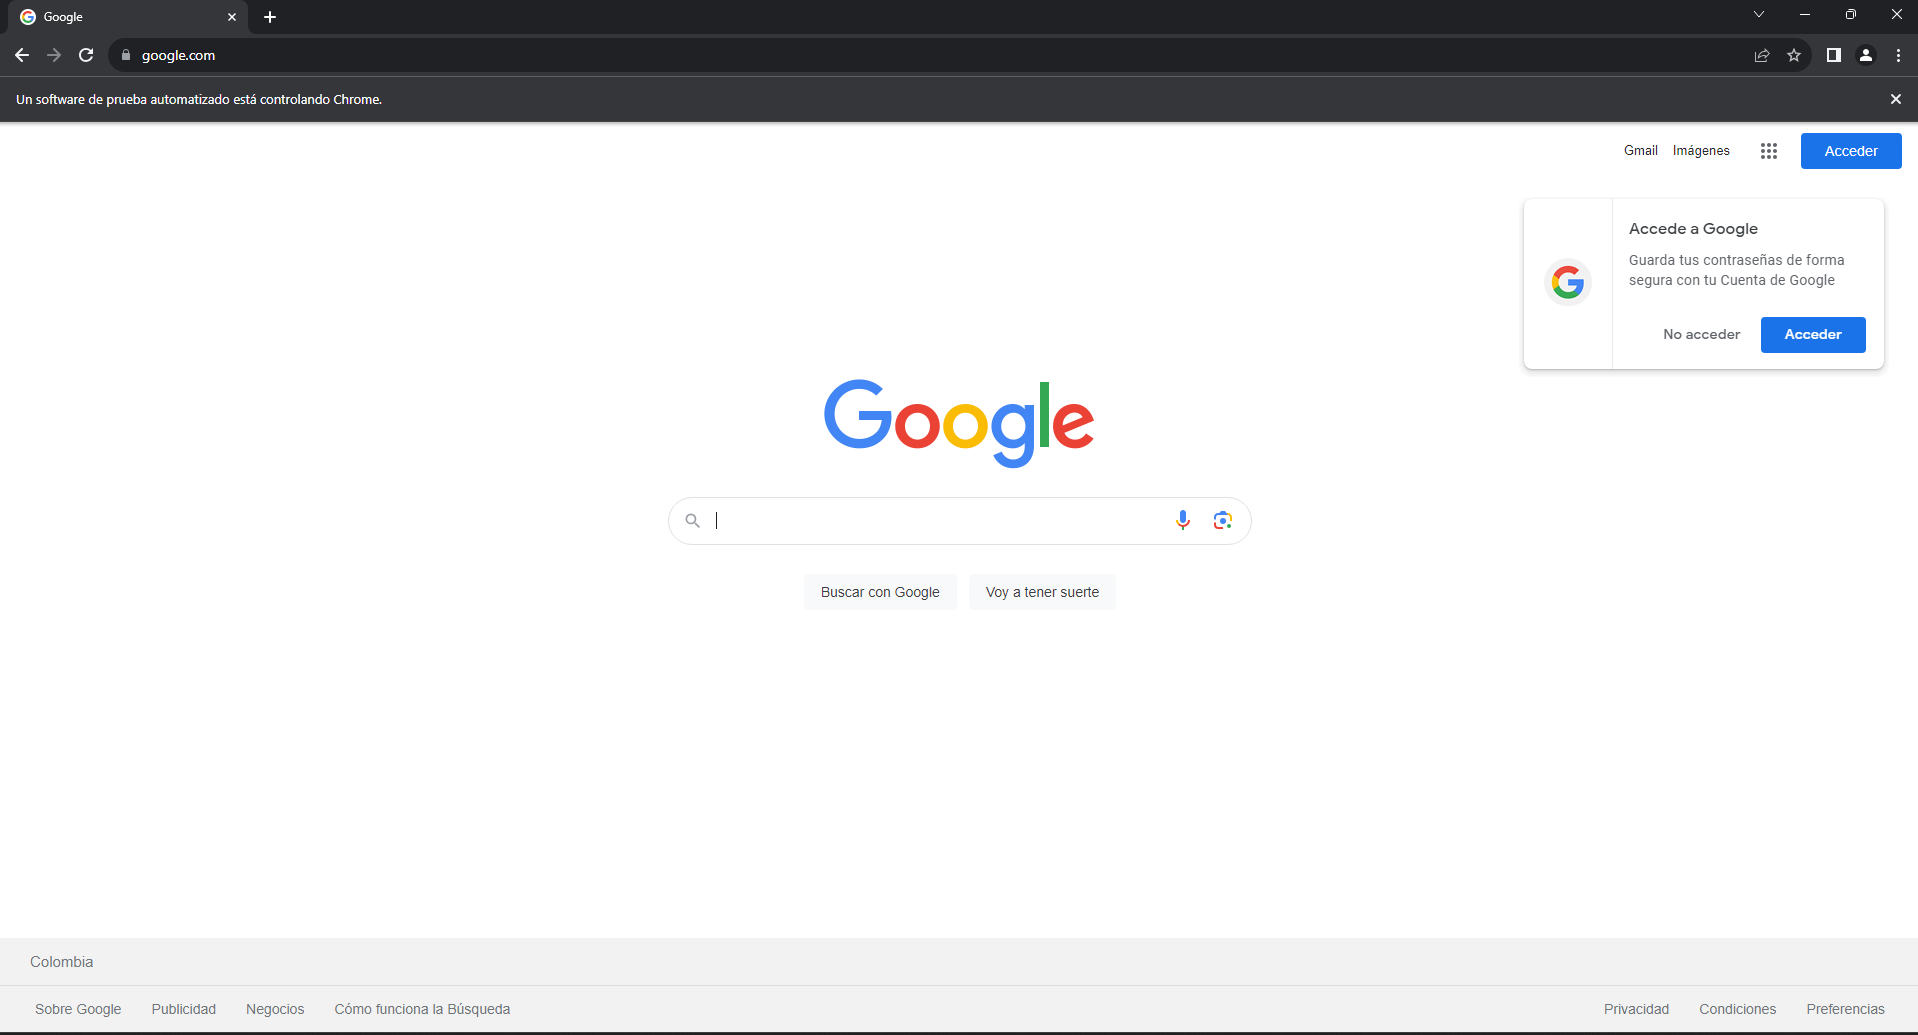 Google
google.com
Un software de prueba automatizado está controlando Chrome.
Gmail Imágenes Acceder
Accede a Google
Guarda tus contraseñas de forma
segura con tu Cuenta de Google
No acceder Acceder
Google
Buscar con Google Voy a tener suerte
Colombia
Sobre Google Publicidad Negocios Cómo funciona la Búsqueda Privacidad Condiciones Preferencias